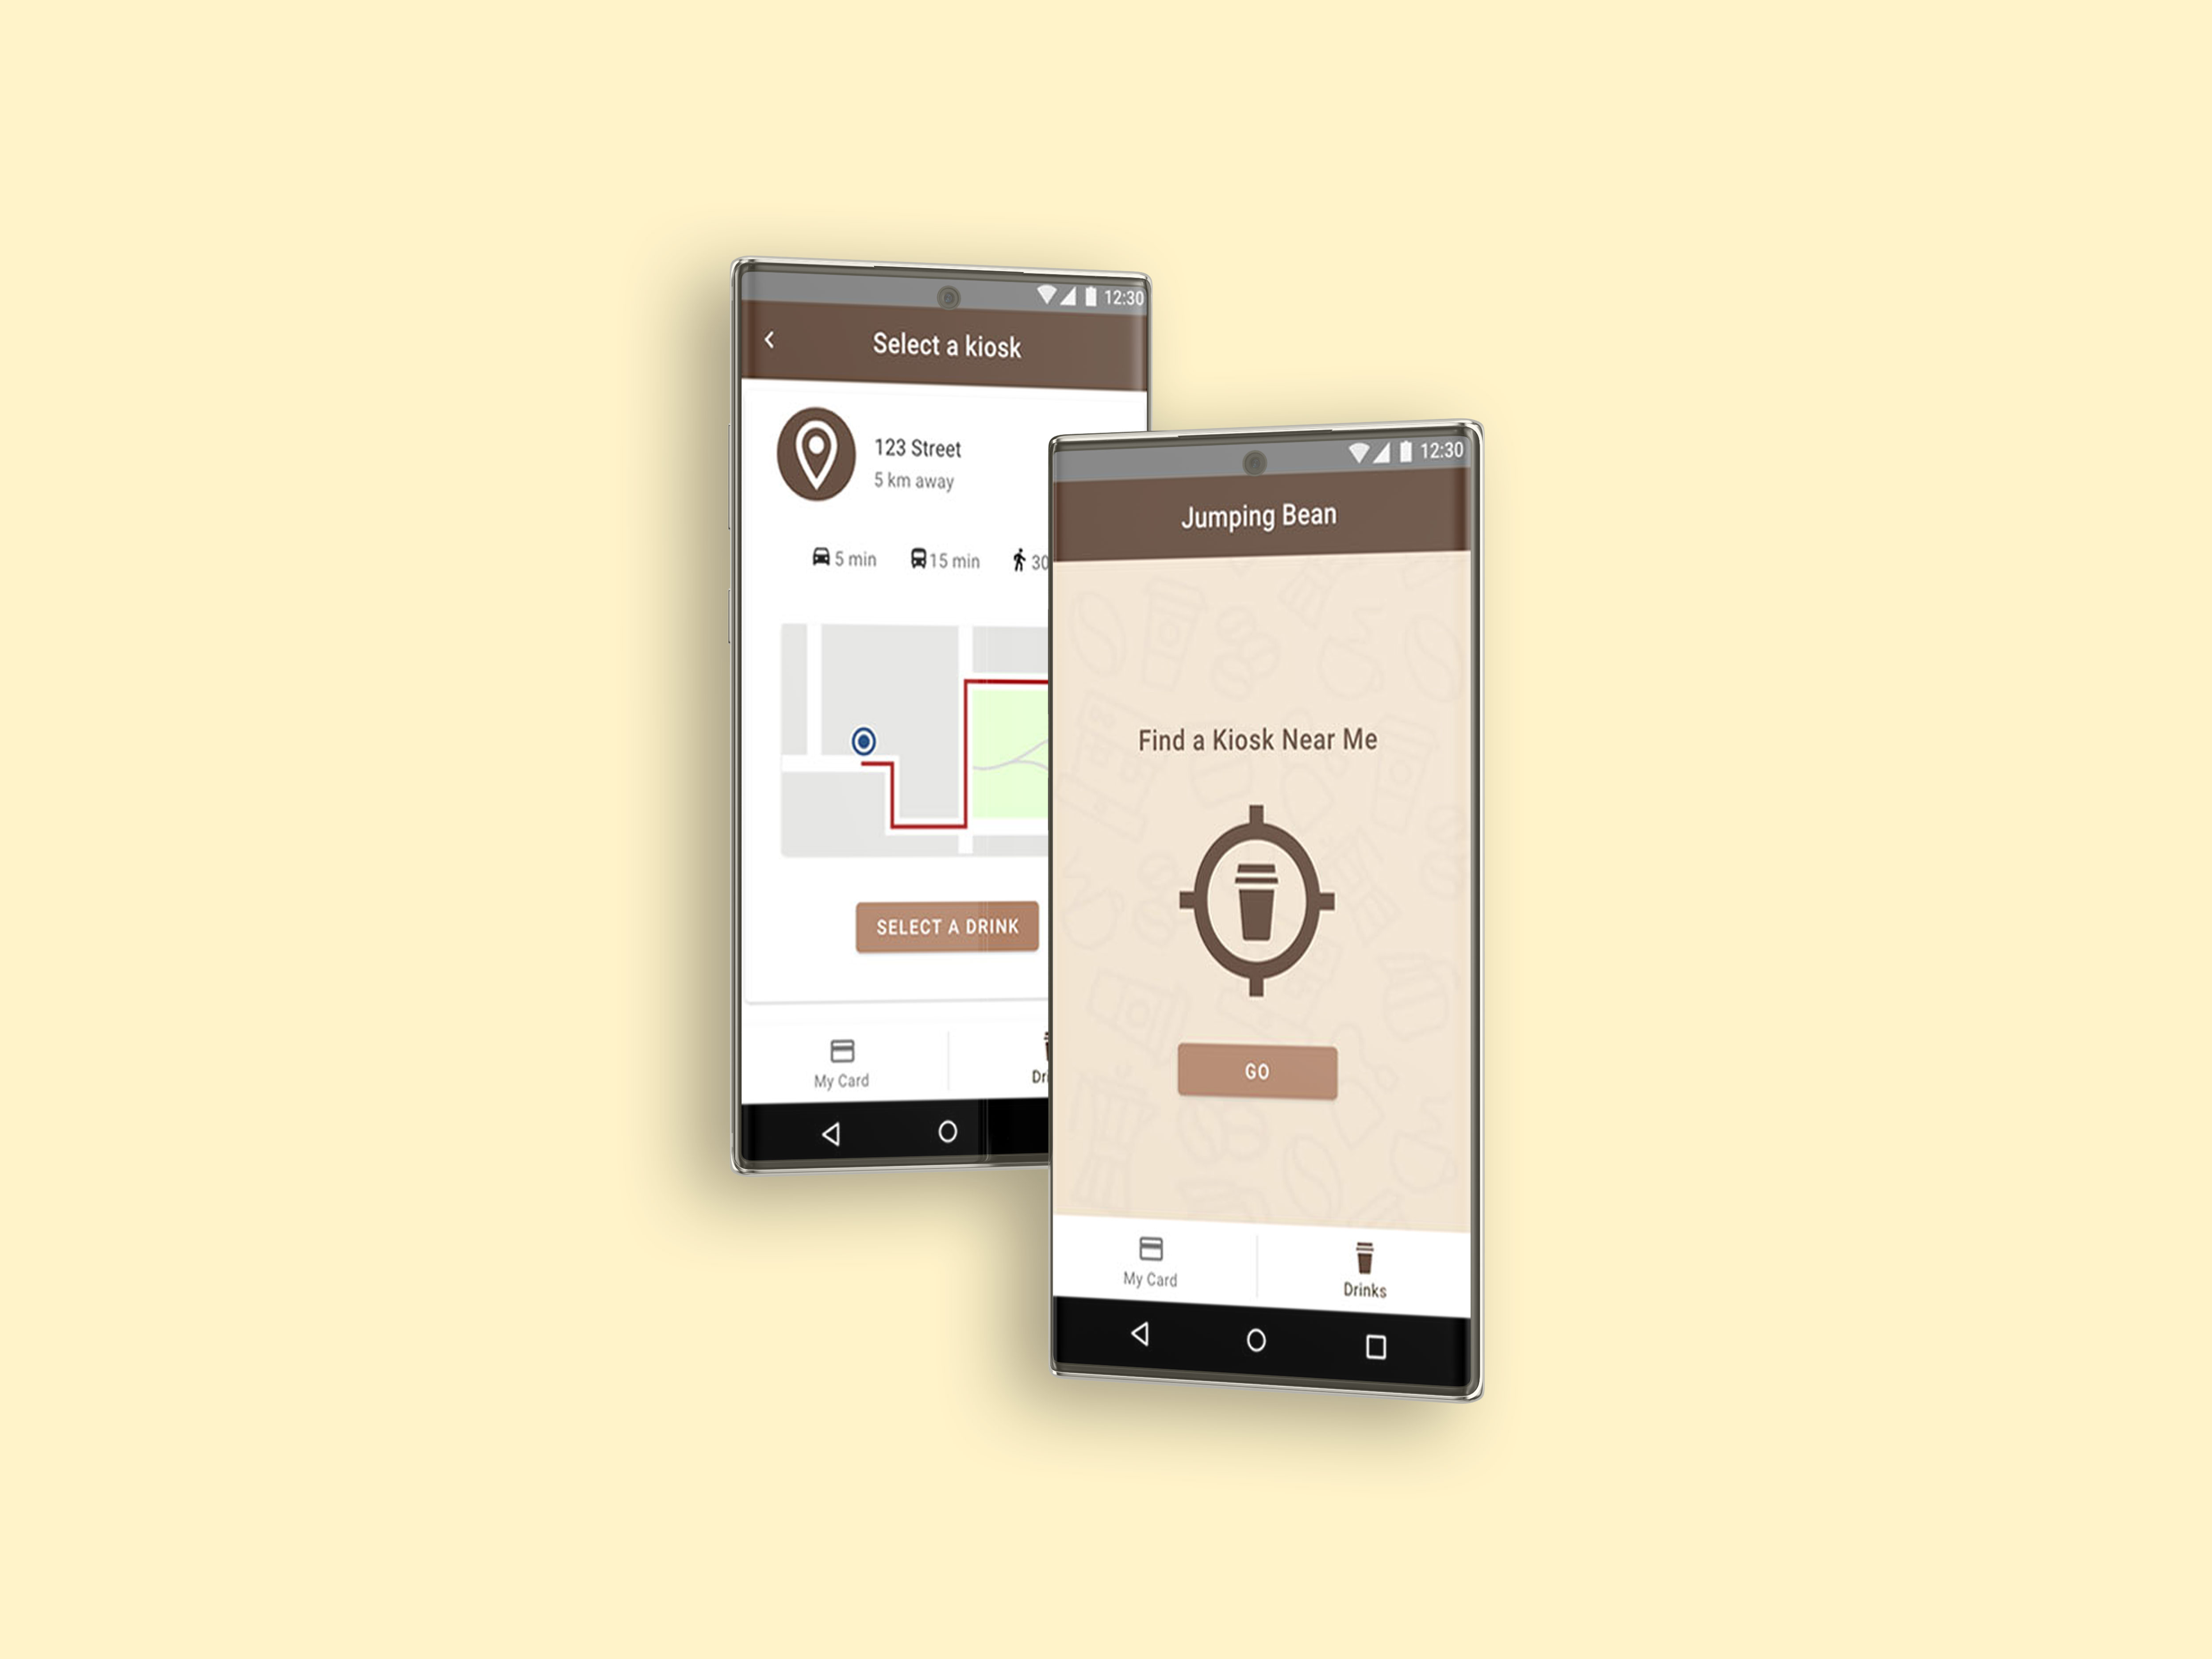 12:30
Select a kiosk
123 Street
5 km away
5 min
15 min
30
SELECT A DRINK
My Card
12:30
Jumping Bean
Find a Kiosk Near Me
GO
My Card
Drinks